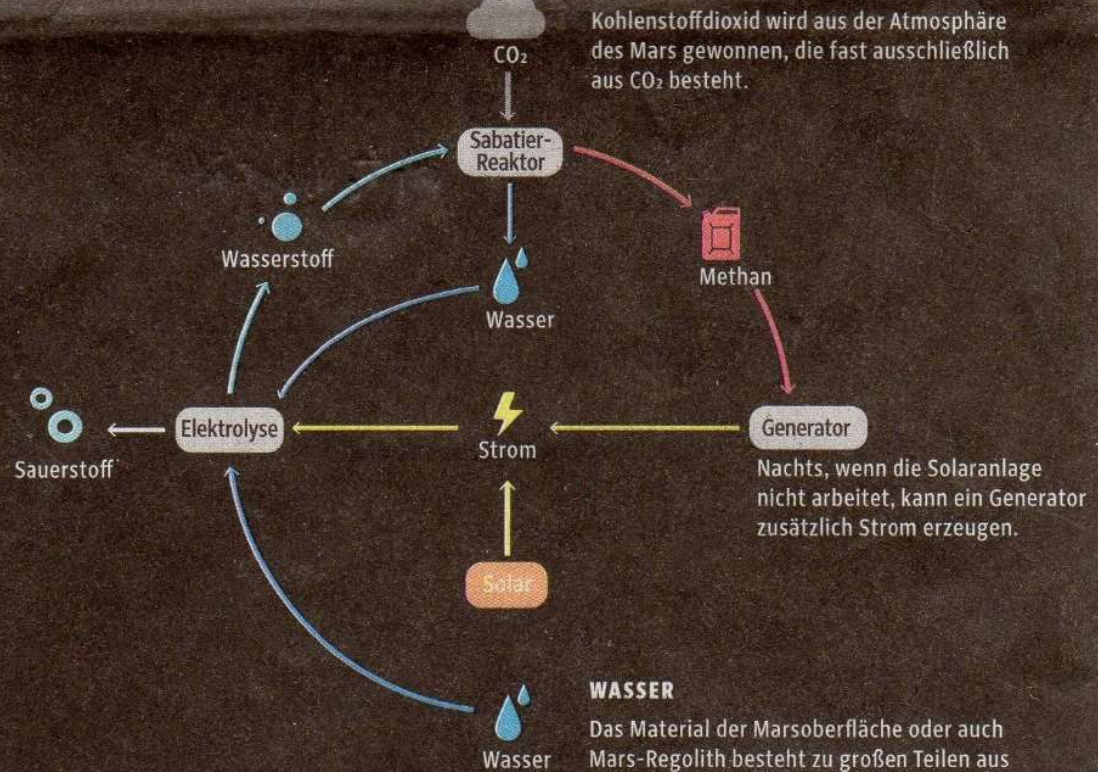 Kohlenstoffdioxid wird aus der Atmosphäre
des Mars gewonnen, die fast ausschließlich
aus CO₂ besteht.
CO₂
Sabatier-
Reaktor
Wasserstoff
Methan
Wasser
Elektrolyse
Strom
Generator
Sauerstoff
Nachts, wenn die Solaranlage
nicht arbeitet, kann ein Generator
zusätzlich Strom erzeugen.
Solar
WASSER
Das Material der Marsoberfläche oder auch
Mars-Regolith besteht zu großen Teilen aus
Wasser